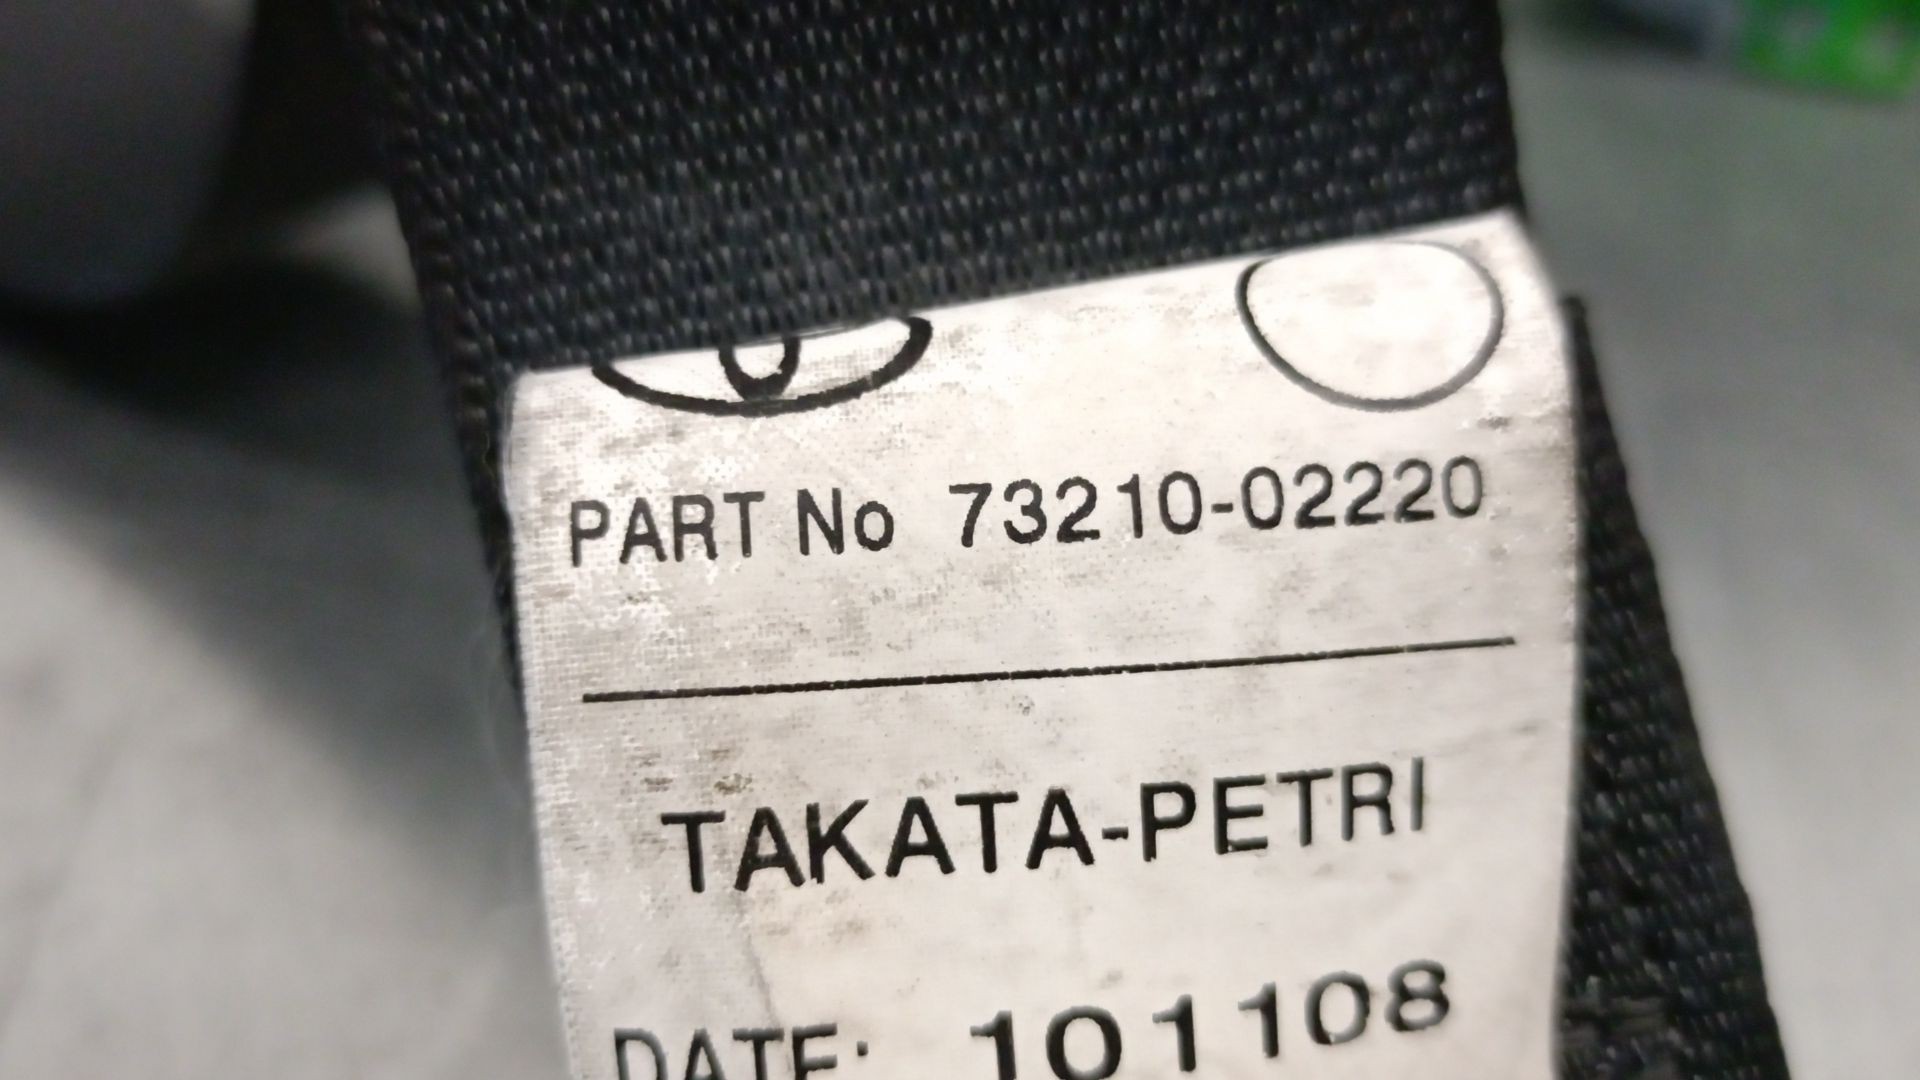 PART No 73210-02220
TAKATA-PETRI
DATE: 101108